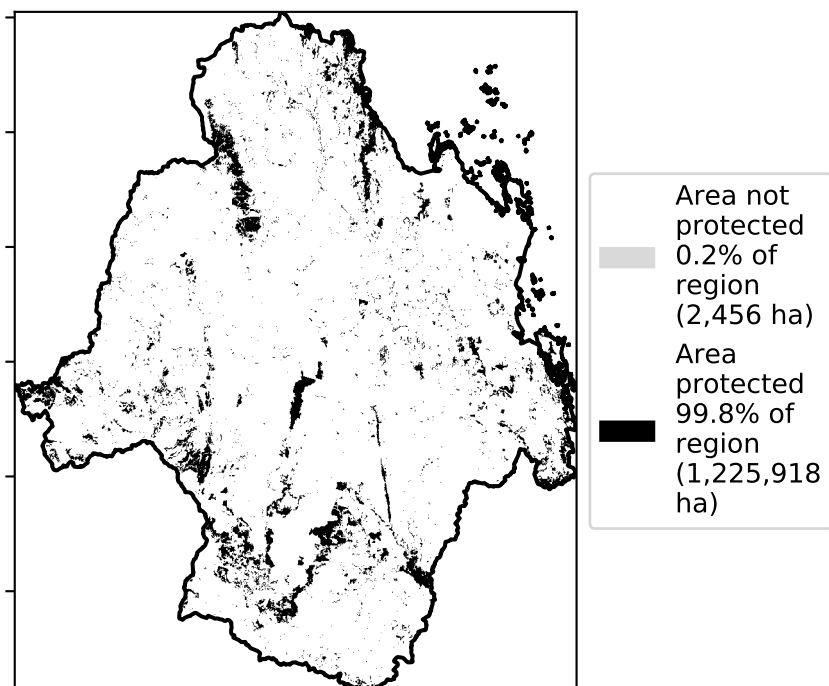 Area not
protected
0.2% of
region
(2,456 ha)
Area
protected
99.8% of
region
(1,225,918
ha)